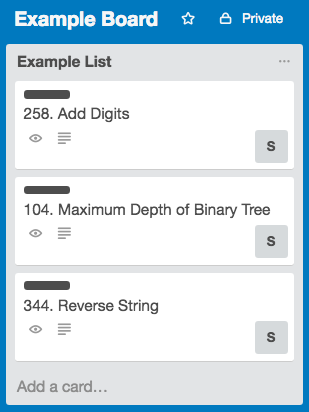 Example Board Private
Example List
258. Add Digits
S
104. Maximum Depth of Binary Tree
S
344. Reverse String
S
Add a card…